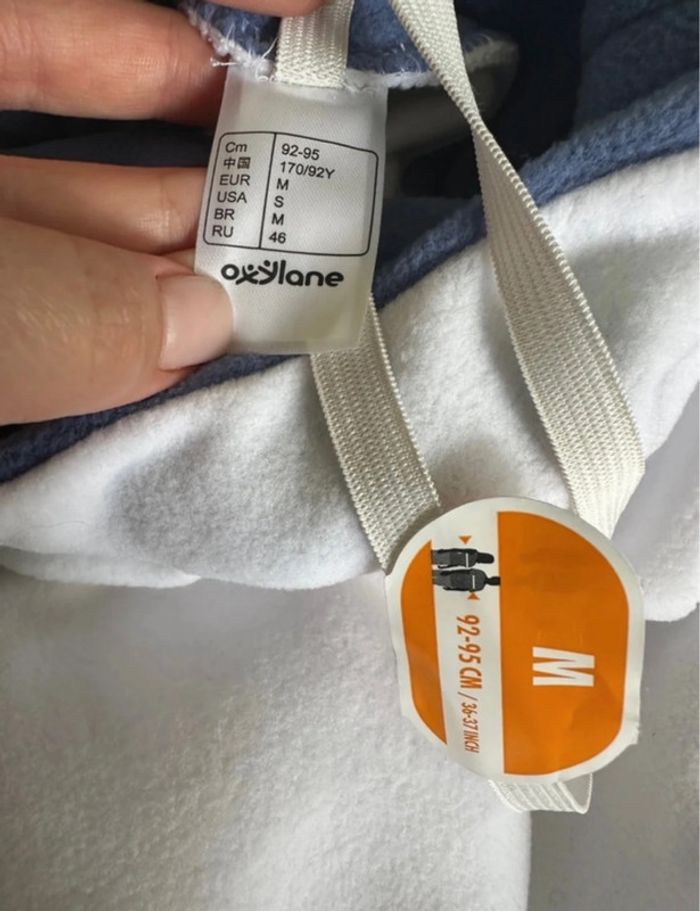 Cm 92-95
中国 170/92Y
EUR M
USA S
BR M
RU 46
oxylane
M
92-95 CM / 36-37 INCH